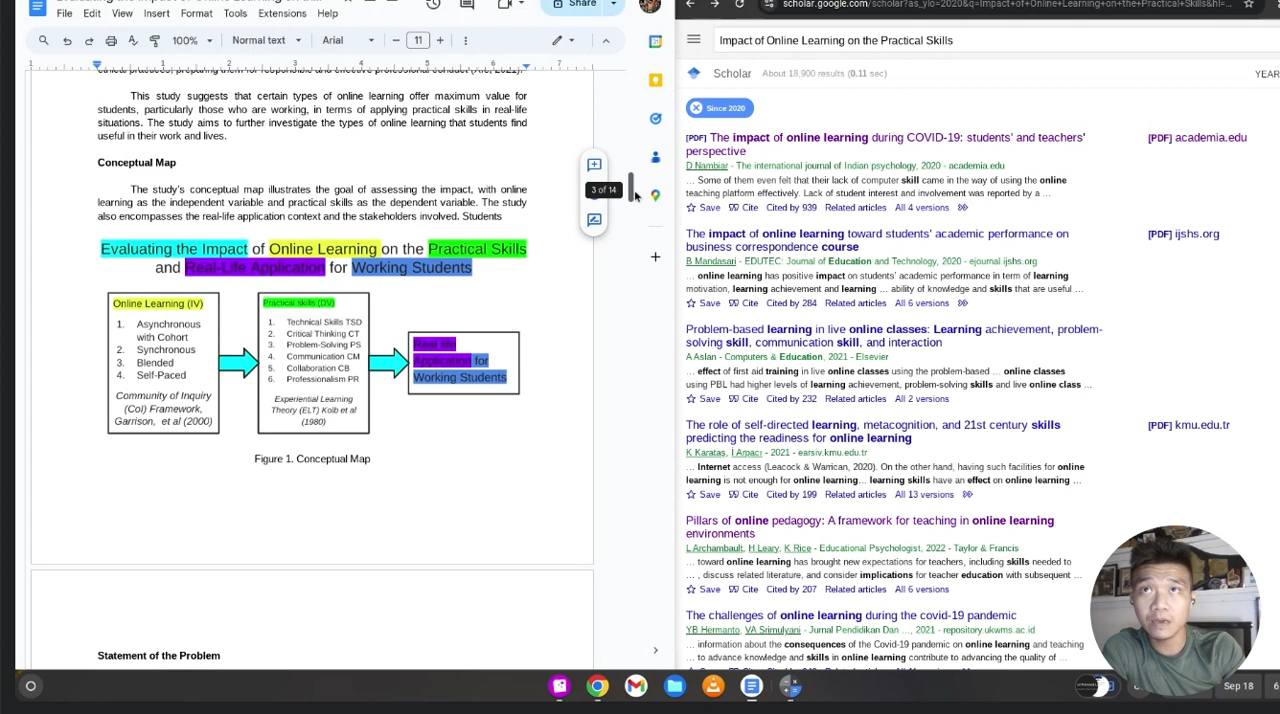 File Edit View Insert Format Tools Extensions Help
Share
100% Normal text Arial 11
students, particularly those who are working, in terms of applying practical skills in real-life
This study suggests that certain types of online learning offer maximum value for
situations. The study aims to further investigate the types of online learning that students find
useful in their work and lives.
Conceptual Map
The study's conceptual map illustrates the goal of assessing the impact, with online
learning as the independent variable and practical skills as the dependent variable. The study
also encompasses the real-life application context and the stakeholders involved. Students
3 of 14
Evaluating the Impact of Online Learning on the Practical Skills
and Real-Life Application for Working Students
Online Learning (IV)
1. Asynchronous
with Cohort
2. Synchronous
3. Blended
4. Self-Paced
Community of Inquiry
(CoI) Framework,
Garrison, et al (2000)
Practical skills (DV)
1. Technical Skills TSD
2. Critical Thinking CT
3. Problem-Solving PS
4. Communication CM
5. Collaboration CB
6. Professionalism PR
Experiential Learning
Theory (ELT) Kolb et al
(1980)
Real life
Application for
Working Students
Figure 1. Conceptual Map
Statement of the Problem
scholar.google.com/scholar?as_ylo=2020&q=Impact+of+Online+Learning+on+the+Practical+Skills&hl=...
Impact of Online Learning on the Practical Skills
Scholar About 18,900 results (0.11 sec) YEAR
Since 2020
[PDF] The impact of online learning during COVID-19: students' and teachers' [PDF] academia.edu
perspective
D Nambiar - The international journal of Indian psychology, 2020 - academia.edu
... Some of them even felt that their lack of computer skill came in the way of using the online
teaching platform effectively. Lack of student interest and involvement was reported by a ...
Save Cite Cited by 939 Related articles All 4 versions
The impact of online learning toward students' academic performance on [PDF] ijshs.org
business correspondence course
B Mandasari - EDUTEC: Journal of Education and Technology, 2020 - ejournal.ijshs.org
... online learning has positive impact on students' academic performance in term of learning
motivation, learning achievement and learning ... ability of knowledge and skills that are useful ...
Save Cite Cited by 284 Related articles All 6 versions
Problem-based learning in live online classes: Learning achievement, problem-
solving skill, communication skill, and interaction
A Aslan - Computers & Education, 2021 - Elsevier
... effect of first aid training in live online classes using the problem-based ... online classes
using PBL had higher levels of learning achievement, problem-solving skills and live online class ...
Save Cite Cited by 232 Related articles All 2 versions
The role of self-directed learning, metacognition, and 21st century skills [PDF] kmu.edu.tr
predicting the readiness for online learning
K Karataş, I Arpacı - 2021 - earsiv.kmu.edu.tr
... Internet access (Leacock & Warrican, 2020). On the other hand, having such facilities for online
learning is not enough for online learning... learning skills have an effect on online learning ...
Save Cite Cited by 199 Related articles All 13 versions
Pillars of online pedagogy: A framework for teaching in online learning
environments
L Archambault, H Leary, K Rice - Educational Psychologist, 2022 - Taylor & Francis
... toward online learning has brought new expectations for teachers, including skills needed to
... , discuss related literature, and consider implications for teacher education with subsequent ...
Save Cite Cited by 207 Related articles All 6 versions
The challenges of online learning during the covid-19 pandemic
YB Hermanto, VA Srimulyani - Jurnal Pendidikan Dan ..., 2021 - repository.ukwms.ac.id
... information about the consequences of the Covid-19 pandemic on online learning and teaching
... to advance knowledge and skills in online learning contribute to advancing the quality of ...
Sep 18